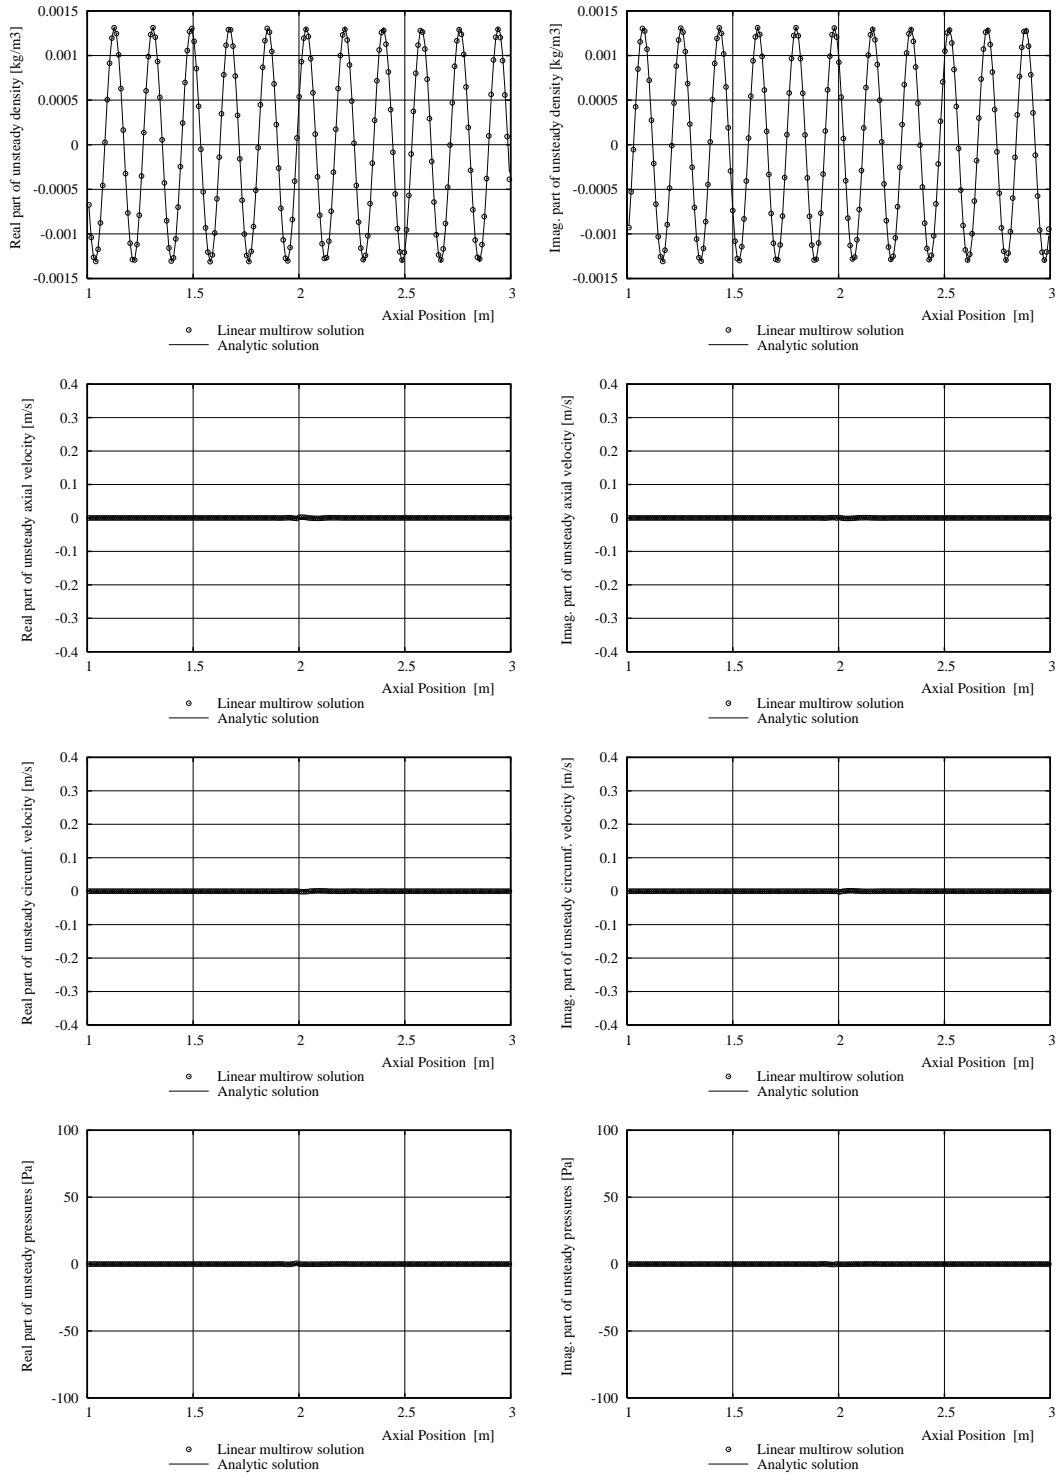 Real part of unsteady density [kg/m3]
0.0015
0.001
0.0005
0
-0.0005
-0.001
-0.0015
1 1.5 2 2.5 3
Axial Position [m]
Linear multirow solution
Analytic solution
Imag. part of unsteady density [kg/m3]
0.0015
0.001
0.0005
0
-0.0005
-0.001
-0.0015
1 1.5 2 2.5 3
Axial Position [m]
Linear multirow solution
Analytic solution
Real part of unsteady axial velocity [m/s]
0.4
0.3
0.2
0.1
0
-0.1
-0.2
-0.3
-0.4
1 1.5 2 2.5 3
Axial Position [m]
Linear multirow solution
Analytic solution
Imag. part of unsteady axial velocity [m/s]
0.4
0.3
0.2
0.1
0
-0.1
-0.2
-0.3
-0.4
1 1.5 2 2.5 3
Axial Position [m]
Linear multirow solution
Analytic solution
Real part of unsteady circumf. velocity [m/s]
0.4
0.3
0.2
0.1
0
-0.1
-0.2
-0.3
-0.4
1 1.5 2 2.5 3
Axial Position [m]
Linear multirow solution
Analytic solution
Imag. part of unsteady circumf. velocity [m/s]
0.4
0.3
0.2
0.1
0
-0.1
-0.2
-0.3
-0.4
1 1.5 2 2.5 3
Axial Position [m]
Linear multirow solution
Analytic solution
Real part of unsteady pressures [Pa]
100
50
0
-50
-100
1 1.5 2 2.5 3
Axial Position [m]
Linear multirow solution
Analytic solution
Imag. part of unsteady pressures [Pa]
100
50
0
-50
-100
1 1.5 2 2.5 3
Axial Position [m]
Linear multirow solution
Analytic solution